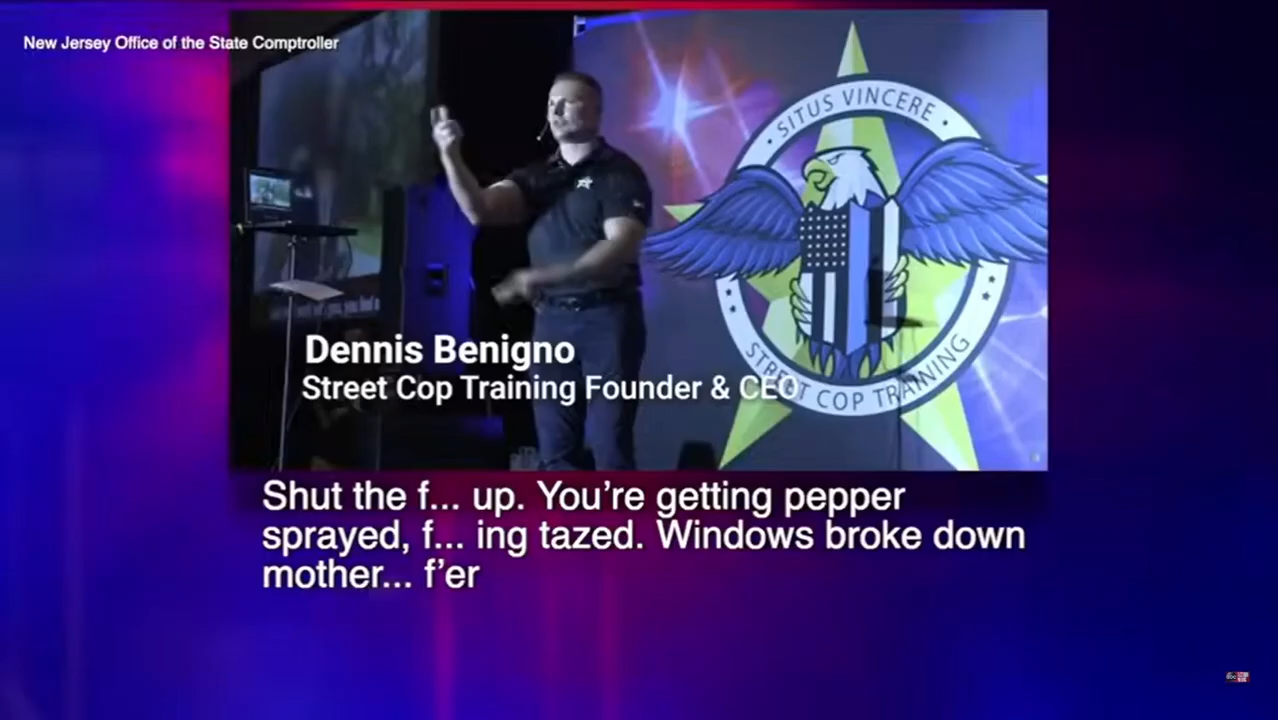 New Jersey Office of the State Comptroller
• SITUS VINCERE •
STREET COP TRAINING
Dennis Benigno
Street Cop Training Founder & CEO
Shut the f... up. You’re getting pepper
sprayed, f... ing tazed. Windows broke down
mother... f’er
abc